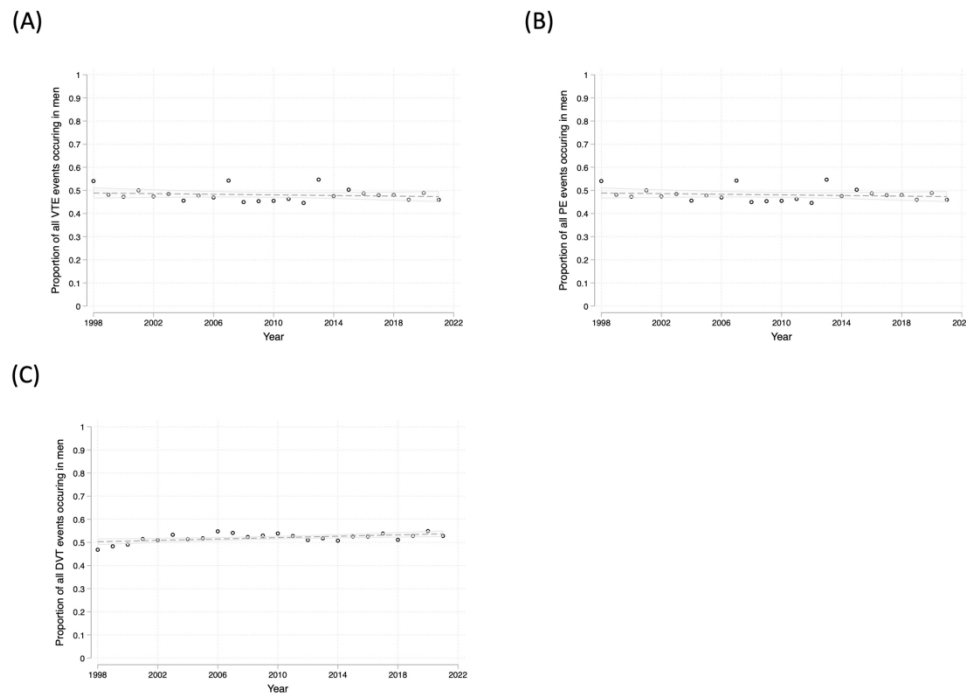 (A)
(B)
Proportion of all VTE events occuring in men
1
0.9
0.8
0.7
0.6
0.5
0.4
0.3
0.2
0.1
0
1998 2002 2006 2010 2014 2018 2022
Year
Proportion of all PE events occuring in men
1
0.9
0.8
0.7
0.6
0.5
0.4
0.3
0.2
0.1
0
1998 2002 2006 2010 2014 2018 202
Year
(C)
Proportion of all DVT events occuring in men
1
0.9
0.8
0.7
0.6
0.5
0.4
0.3
0.2
0.1
0
1998 2002 2006 2010 2014 2018 2022
Year